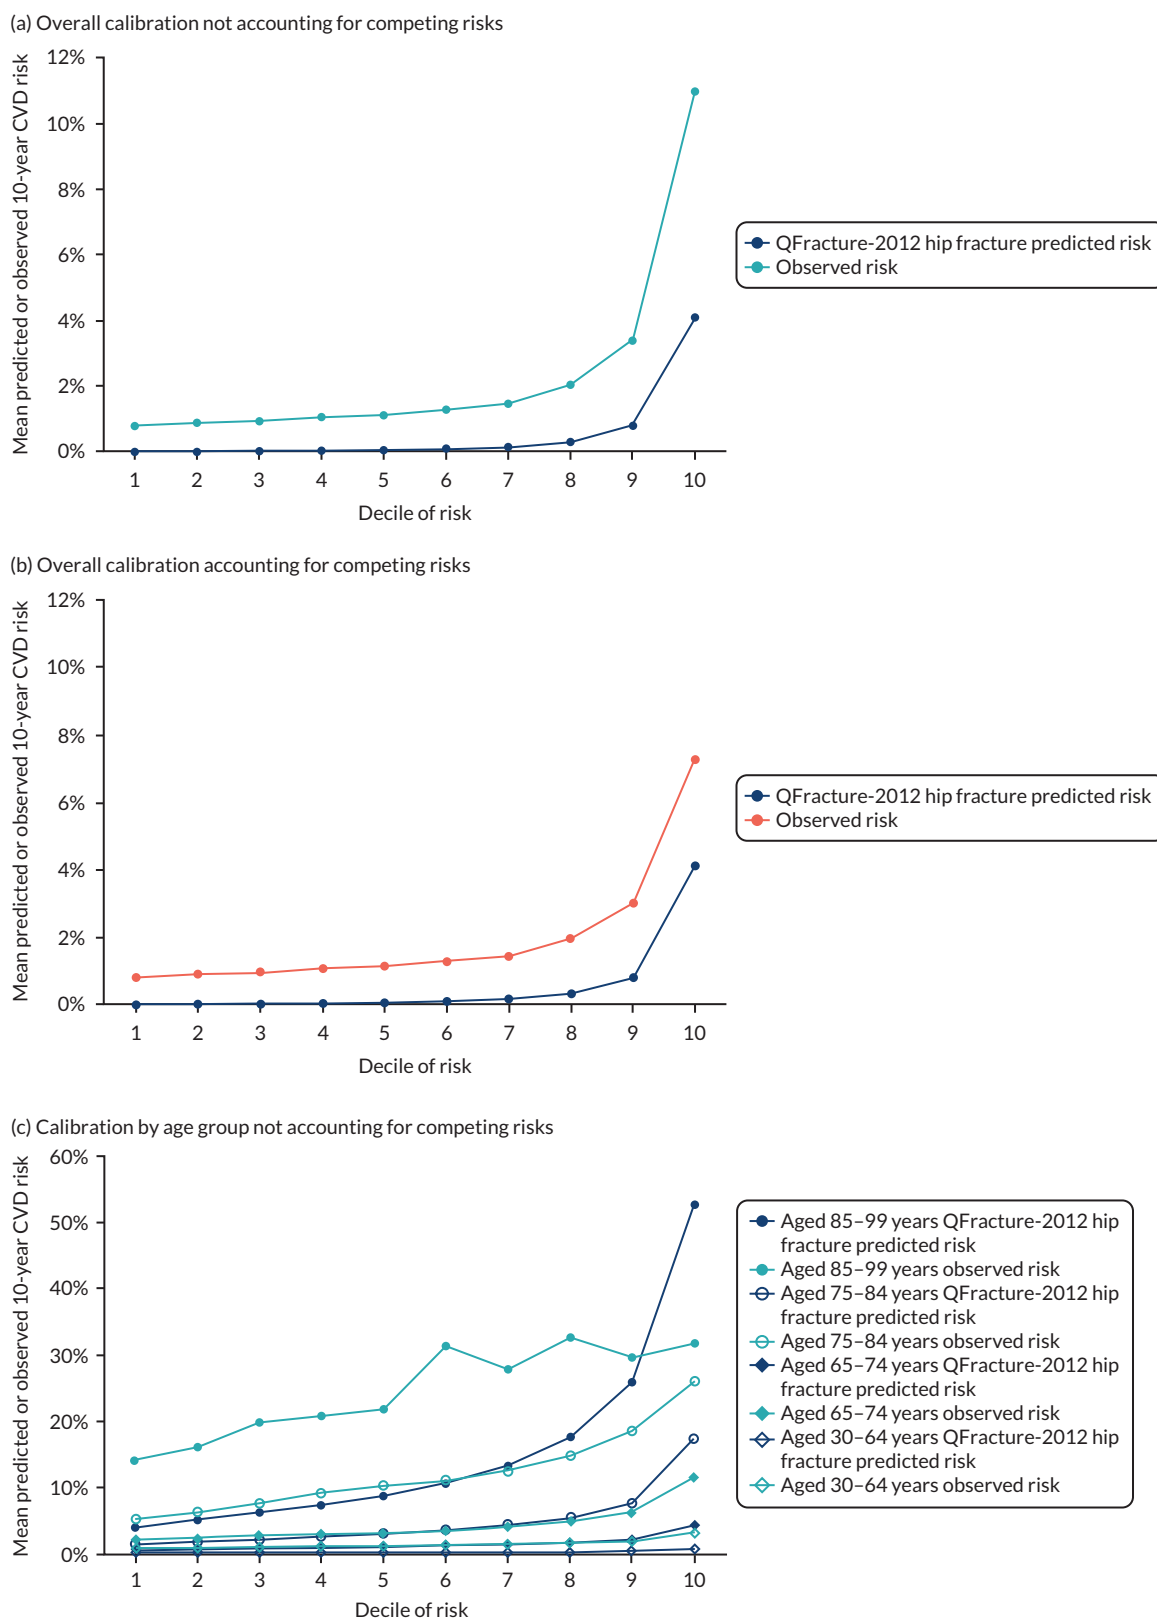 (a) Overall calibration not accounting for competing risks
Mean predicted or observed 10-year CVD risk
12%
10%
8%
6%
4%
2%
0%
1 2 3 4 5 6 7 8 9 10
Decile of risk
QFracture-2012 hip fracture predicted risk
Observed risk
(b) Overall calibration accounting for competing risks
Mean predicted or observed 10-year CVD risk
12%
10%
8%
6%
4%
2%
0%
1 2 3 4 5 6 7 8 9 10
Decile of risk
QFracture-2012 hip fracture predicted risk
Observed risk
(c) Calibration by age group not accounting for competing risks
Mean predicted or observed 10-year CVD risk
60%
50%
40%
30%
20%
10%
0%
1 2 3 4 5 6 7 8 9 10
Decile of risk
Aged 85–99 years QFracture-2012 hip
fracture predicted risk
Aged 85–99 years observed risk
Aged 75–84 years QFracture-2012 hip
fracture predicted risk
Aged 75–84 years observed risk
Aged 65–74 years QFracture-2012 hip
fracture predicted risk
Aged 65–74 years observed risk
Aged 30–64 years QFracture-2012 hip
fracture predicted risk
Aged 30–64 years observed risk